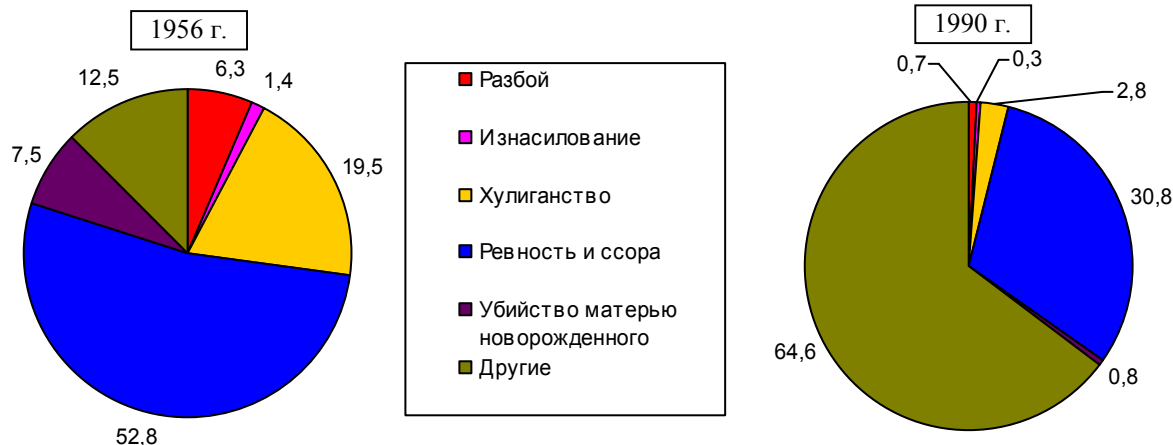 1956 г.
6,3
1,4
12,5
7,5
19,5
52,8
Разбой
Изнасилование
Хулиганство
Ревность и ссора
Убийство матерью
новорожденного
Другие
1990 г.
0,7
0,3
2,8
30,8
64,6
0,8